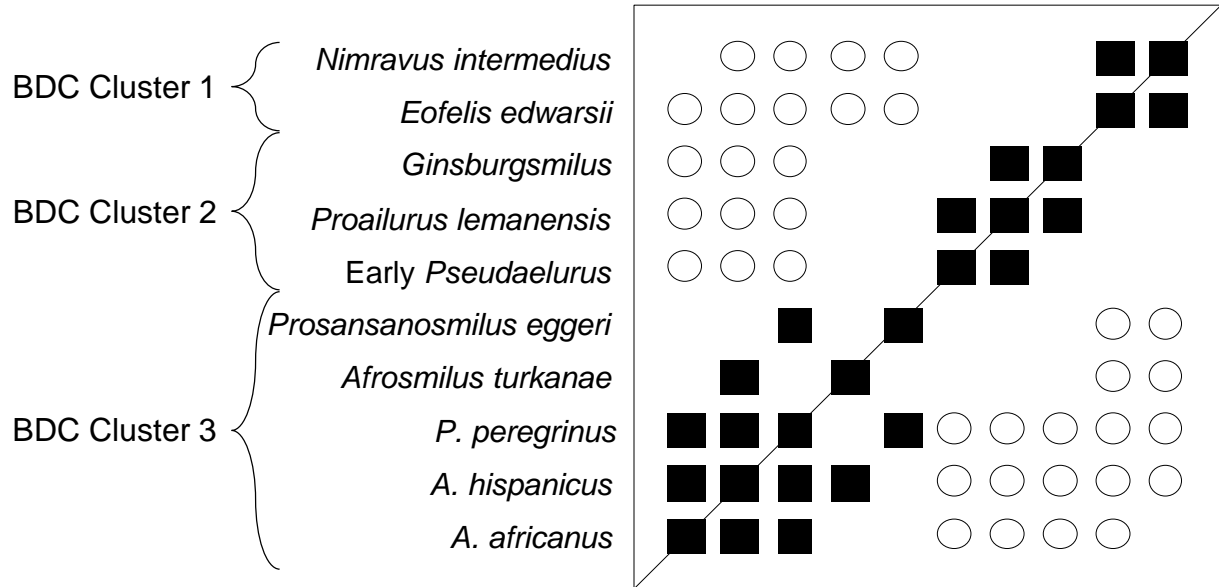 Nimravus intermedius
BDC Cluster 1
Eofelis edwarsii
Ginsburgsmilus
BDC Cluster 2
Proailurus lemanensis
Early Pseudaelurus
Prosansanosmilus eggeri
Afrosmilus turkanae
BDC Cluster 3
P. peregrinus
A. hispanicus
A. africanus